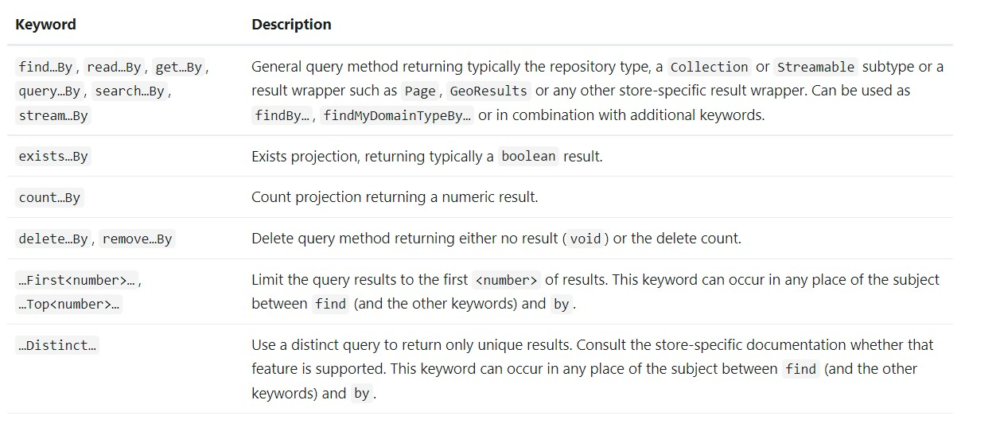 Keyword Description
find…By, read…By, get…By, General query method returning typically the repository type, a Collection or Streamable subtype or a
query…By, search…By, result wrapper such as Page, GeoResults or any other store-specific result wrapper. Can be used as
stream…By findBy…, findMyDomainTypeBy… or in combination with additional keywords.
exists…By Exists projection, returning typically a boolean result.
count…By Count projection returning a numeric result.
delete…By, remove…By Delete query method returning either no result (void) or the delete count.
…First<number>…, Limit the query results to the first <number> of results. This keyword can occur in any place of the subject
…Top<number>… between find (and the other keywords) and by.
…Distinct… Use a distinct query to return only unique results. Consult the store-specific documentation whether that
feature is supported. This keyword can occur in any place of the subject between find (and the other
keywords) and by.